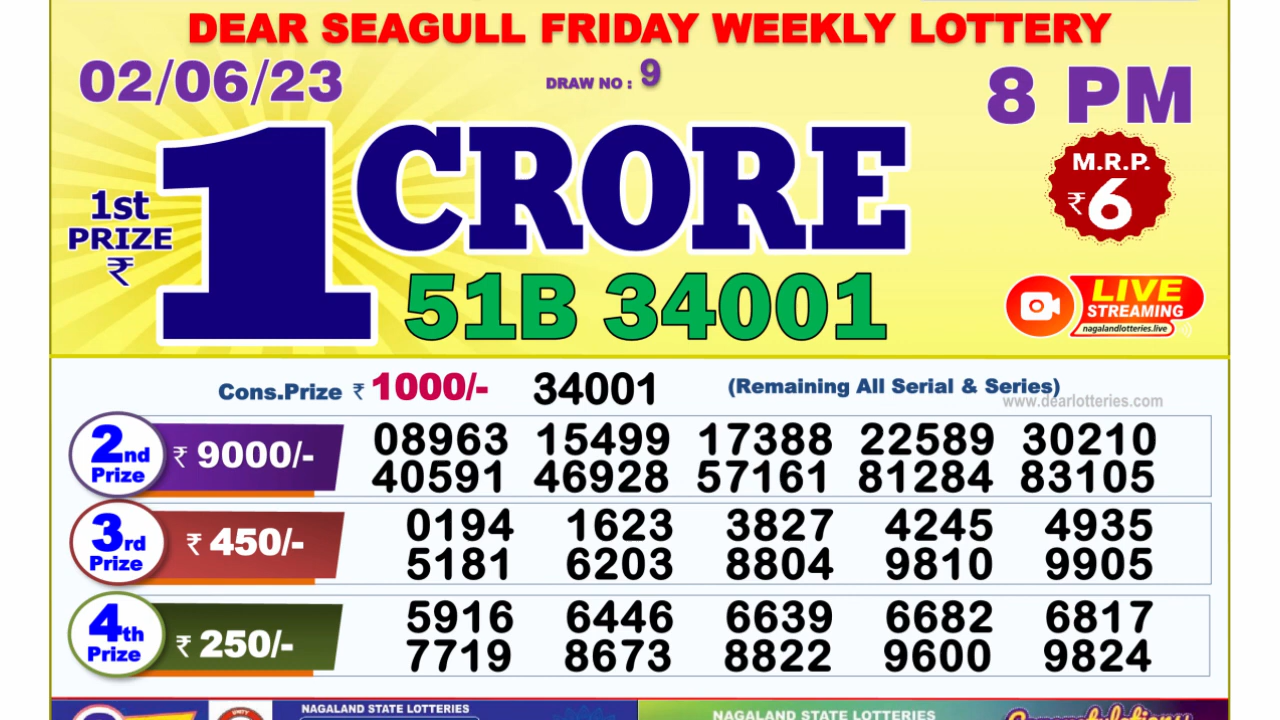 DEAR SEAGULL FRIDAY WEEKLY LOTTERY
02/06/23
DRAW NO : 9
8 PM
M.R.P.
₹6
1st
PRIZE
₹
1 CRORE
51B 34001
LIVE
STREAMING
nagalandlotteries.live
Cons.Prize ₹ 1000/- 34001 (Remaining All Serial & Series)
www.dearlotteries.com
2nd
Prize
₹ 9000/-
08963 15499 17388 22589 30210
40591 46928 57161 81284 83105
3rd
Prize
₹ 450/-
0194 1623 3827 4245 4935
5181 6203 8804 9810 9905
4th
Prize
₹ 250/-
5916 6446 6639 6682 6817
7719 8673 8822 9600 9824
NAGALAND STATE LOTTERIES
NAGALAND STATE LOTTERIES